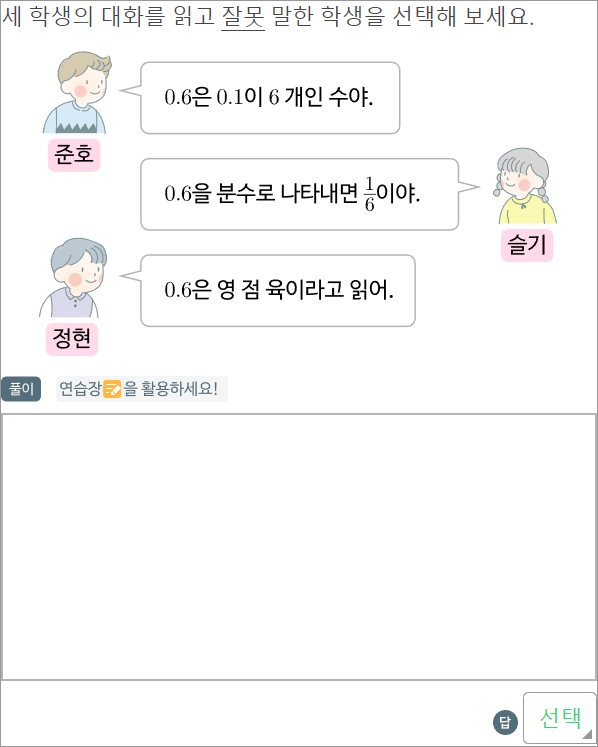 세 학생의 대화를 읽고 잘못 말한 학생을 선택해 보세요.
0.6은 0.1이 6 개인 수야.
준호
0.6을 분수로 나타내면 1/6이야.
슬기
0.6은 영 점 육이라고 읽어.
정현
풀이 연습장을 활용하세요!
답 선택